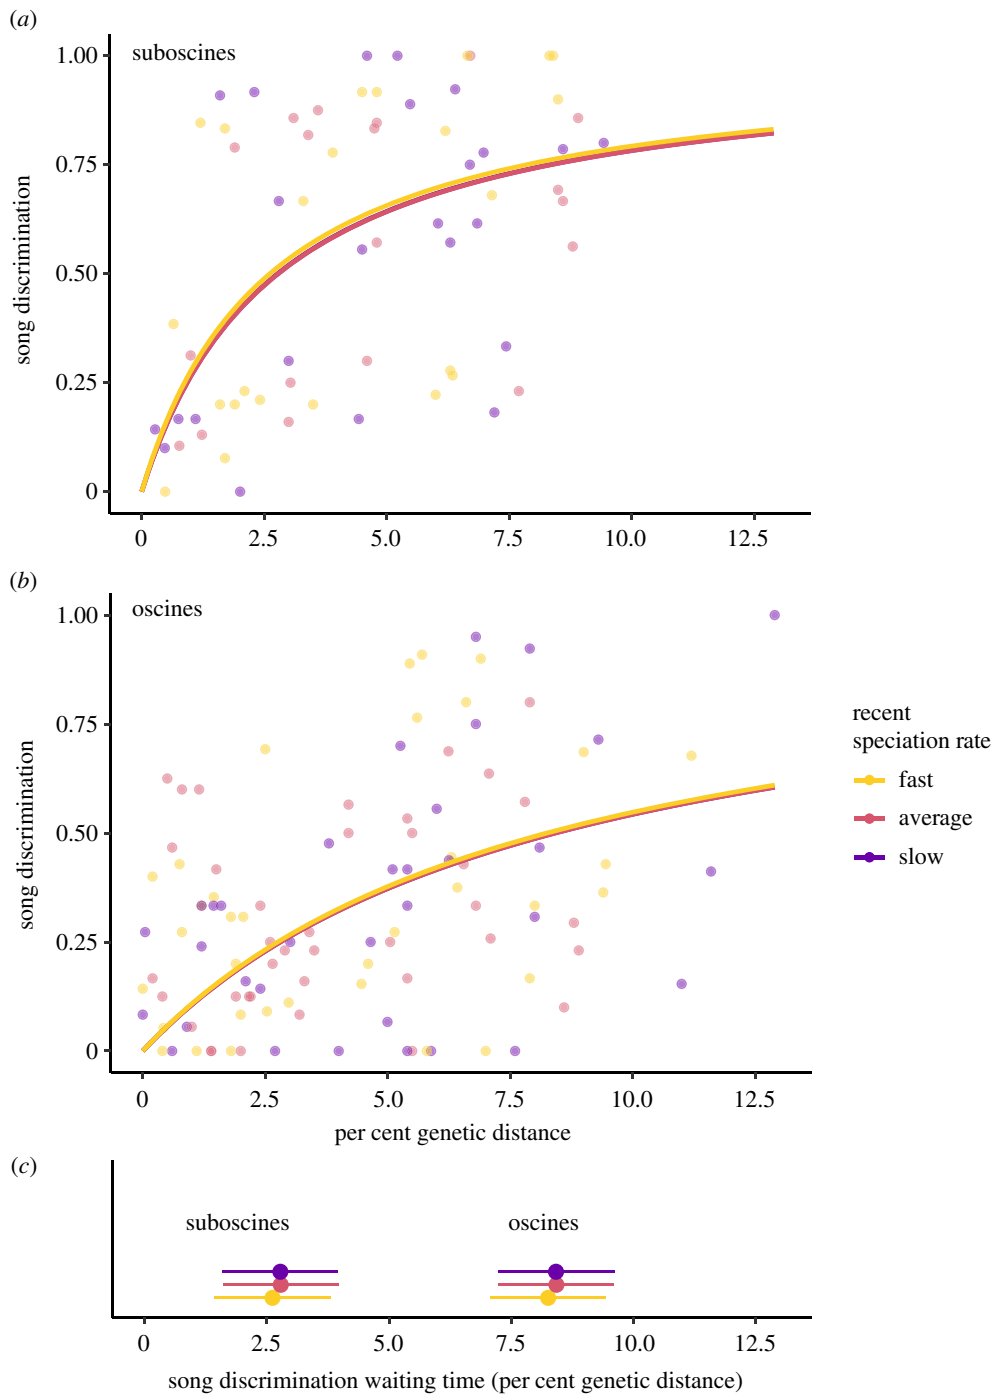 (a)
suboscines
1.00
0.75
0.50
0.25
0
song discrimination
0 2.5 5.0 7.5 10.0 12.5
(b)
oscines
1.00
0.75
0.50
0.25
0
song discrimination
0 2.5 5.0 7.5 10.0 12.5
per cent genetic distance
recent
speciation rate
fast
average
slow
(c)
suboscines oscines
0 2.5 5.0 7.5 10.0 12.5
song discrimination waiting time (per cent genetic distance)